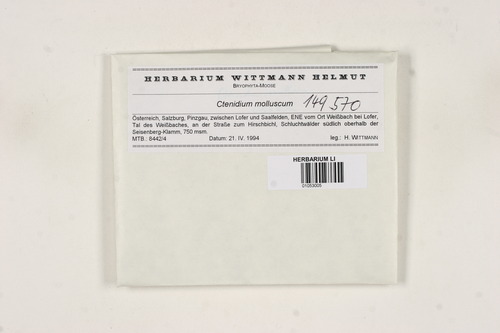 HERBARIUM WITTMANN HELMUT
BRYOPHYTA-MOOSE
Ctenidium molluscum 149 570
Österreich, Salzburg, Pinzgau, zwischen Lofer und Saalfelden, ENE vom Ort Weißbach bei Lofer,
Tal des Weißbaches, an der Straße zum Hirschbichl, Schluchtwälder südlich oberhalb der
Seisenberg-Klamm, 750 msm.
MTB.: 8442/4 Datum: 21. IV. 1994 leg.: H. WITTMANN
HERBARIUM LI
01053005